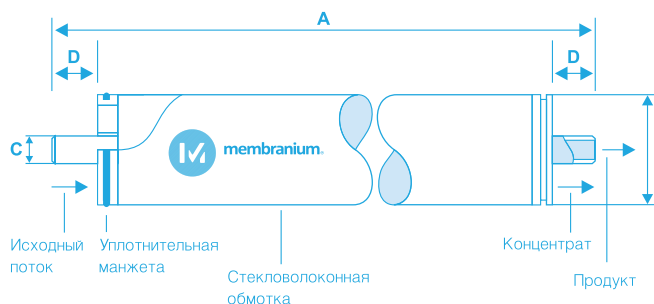 A
D
D
C
membranium®
Исходный
поток
Уплотнительная
манжета
Стекловолоконная
обмотка
Концентрат
Продукт